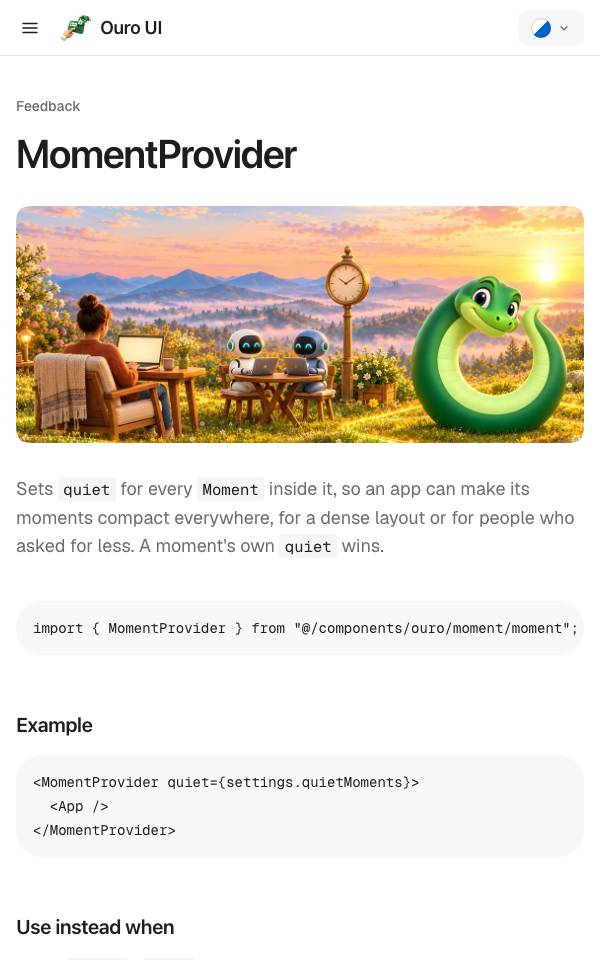 Ouro UI
Feedback
MomentProvider
Sets quiet for every Moment inside it, so an app can make its
moments compact everywhere, for a dense layout or for people who
asked for less. A moment's own quiet wins.
import { MomentProvider } from "@/components/ouro/moment/moment";
Example
<MomentProvider quiet={settings.quietMoments}>
  <App />
</MomentProvider>
Use instead when